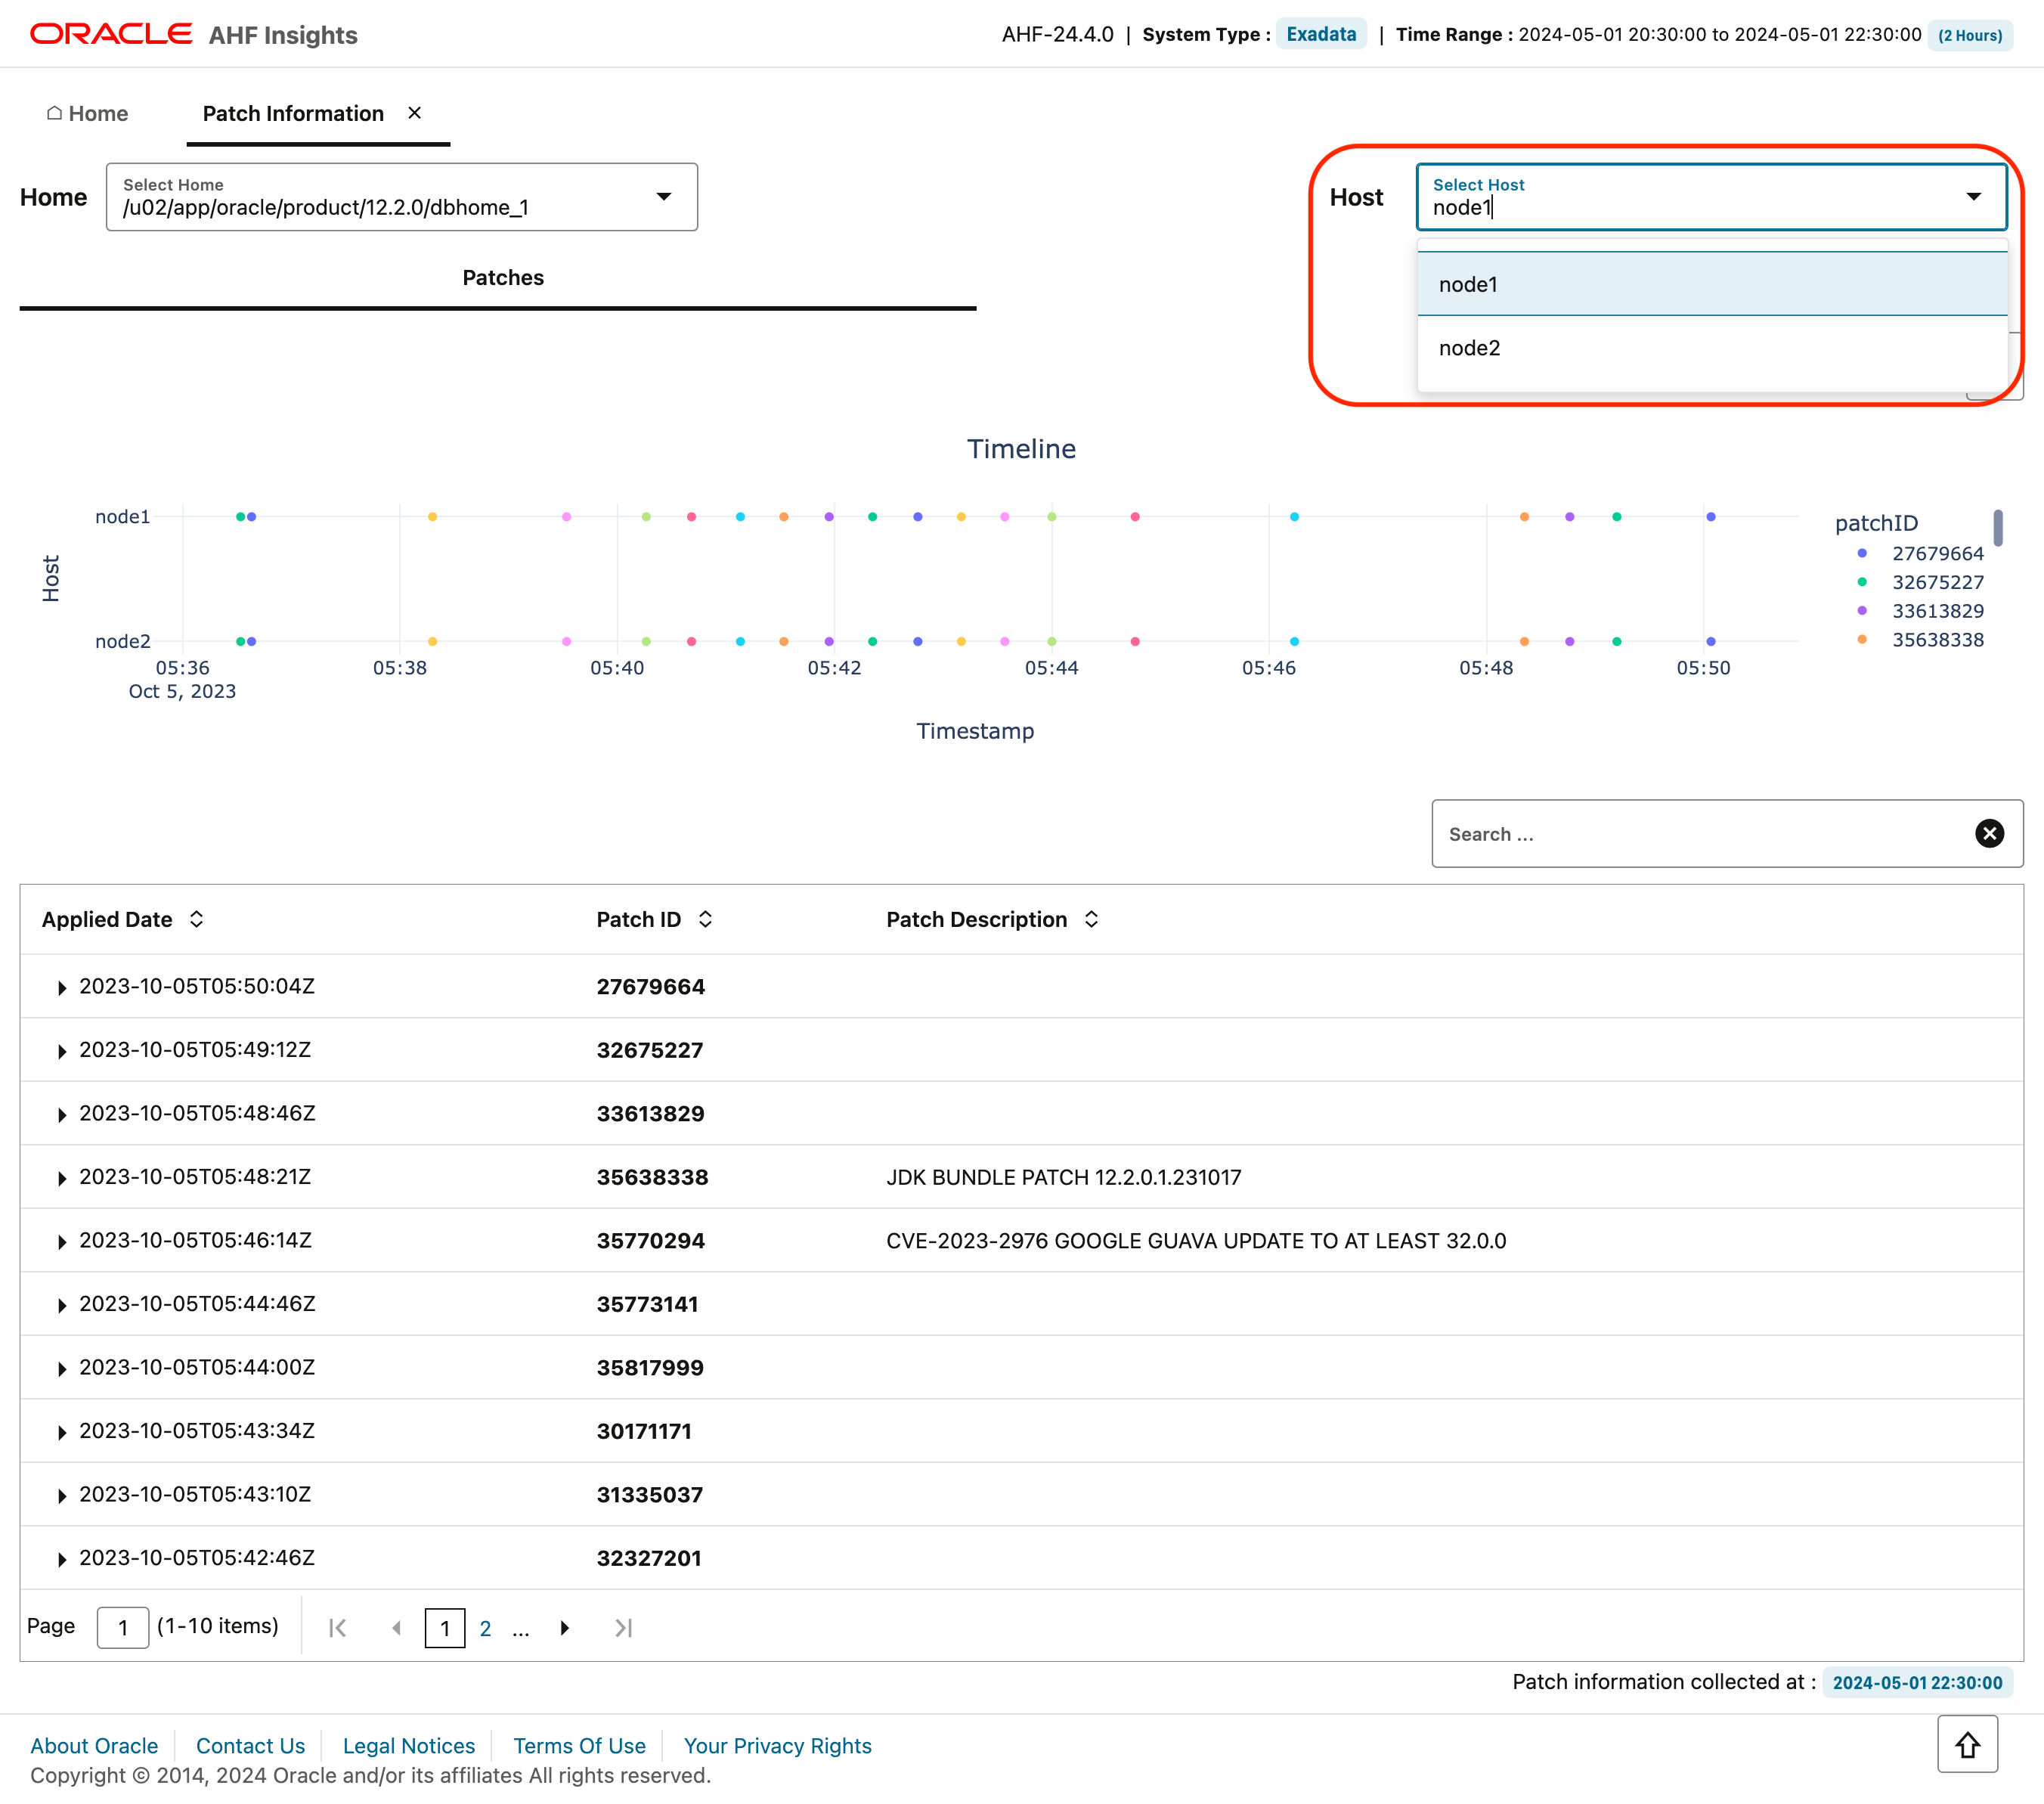 ORACLE AHF Insights
AHF-24.4.0 | System Type : Exadata | Time Range : 2024-05-01 20:30:00 to 2024-05-01 22:30:00 (2 Hours)
Home
Patch Information ×
Home
Select Home
/u02/app/oracle/product/12.2.0/dbhome_1
Host
Select Host
node1
node1
node2
Patches
Timeline
node1
node2
Host
05:36 05:38 05:40 05:42 05:44 05:46 05:48 05:50
Oct 5, 2023
Timestamp
patchID
27679664
32675227
33613829
35638338
Search ...
Applied Date Patch ID Patch Description
2023-10-05T05:50:04Z 27679664
2023-10-05T05:49:12Z 32675227
2023-10-05T05:48:46Z 33613829
2023-10-05T05:48:21Z 35638338 JDK BUNDLE PATCH 12.2.0.1.231017
2023-10-05T05:46:14Z 35770294 CVE-2023-2976 GOOGLE GUAVA UPDATE TO AT LEAST 32.0.0
2023-10-05T05:44:46Z 35773141
2023-10-05T05:44:00Z 35817999
2023-10-05T05:43:34Z 30171171
2023-10-05T05:43:10Z 31335037
2023-10-05T05:42:46Z 32327201
Page 1 (1-10 items) 1 2 ...
Patch information collected at : 2024-05-01 22:30:00
About Oracle Contact Us Legal Notices Terms Of Use Your Privacy Rights
Copyright © 2014, 2024 Oracle and/or its affiliates All rights reserved.